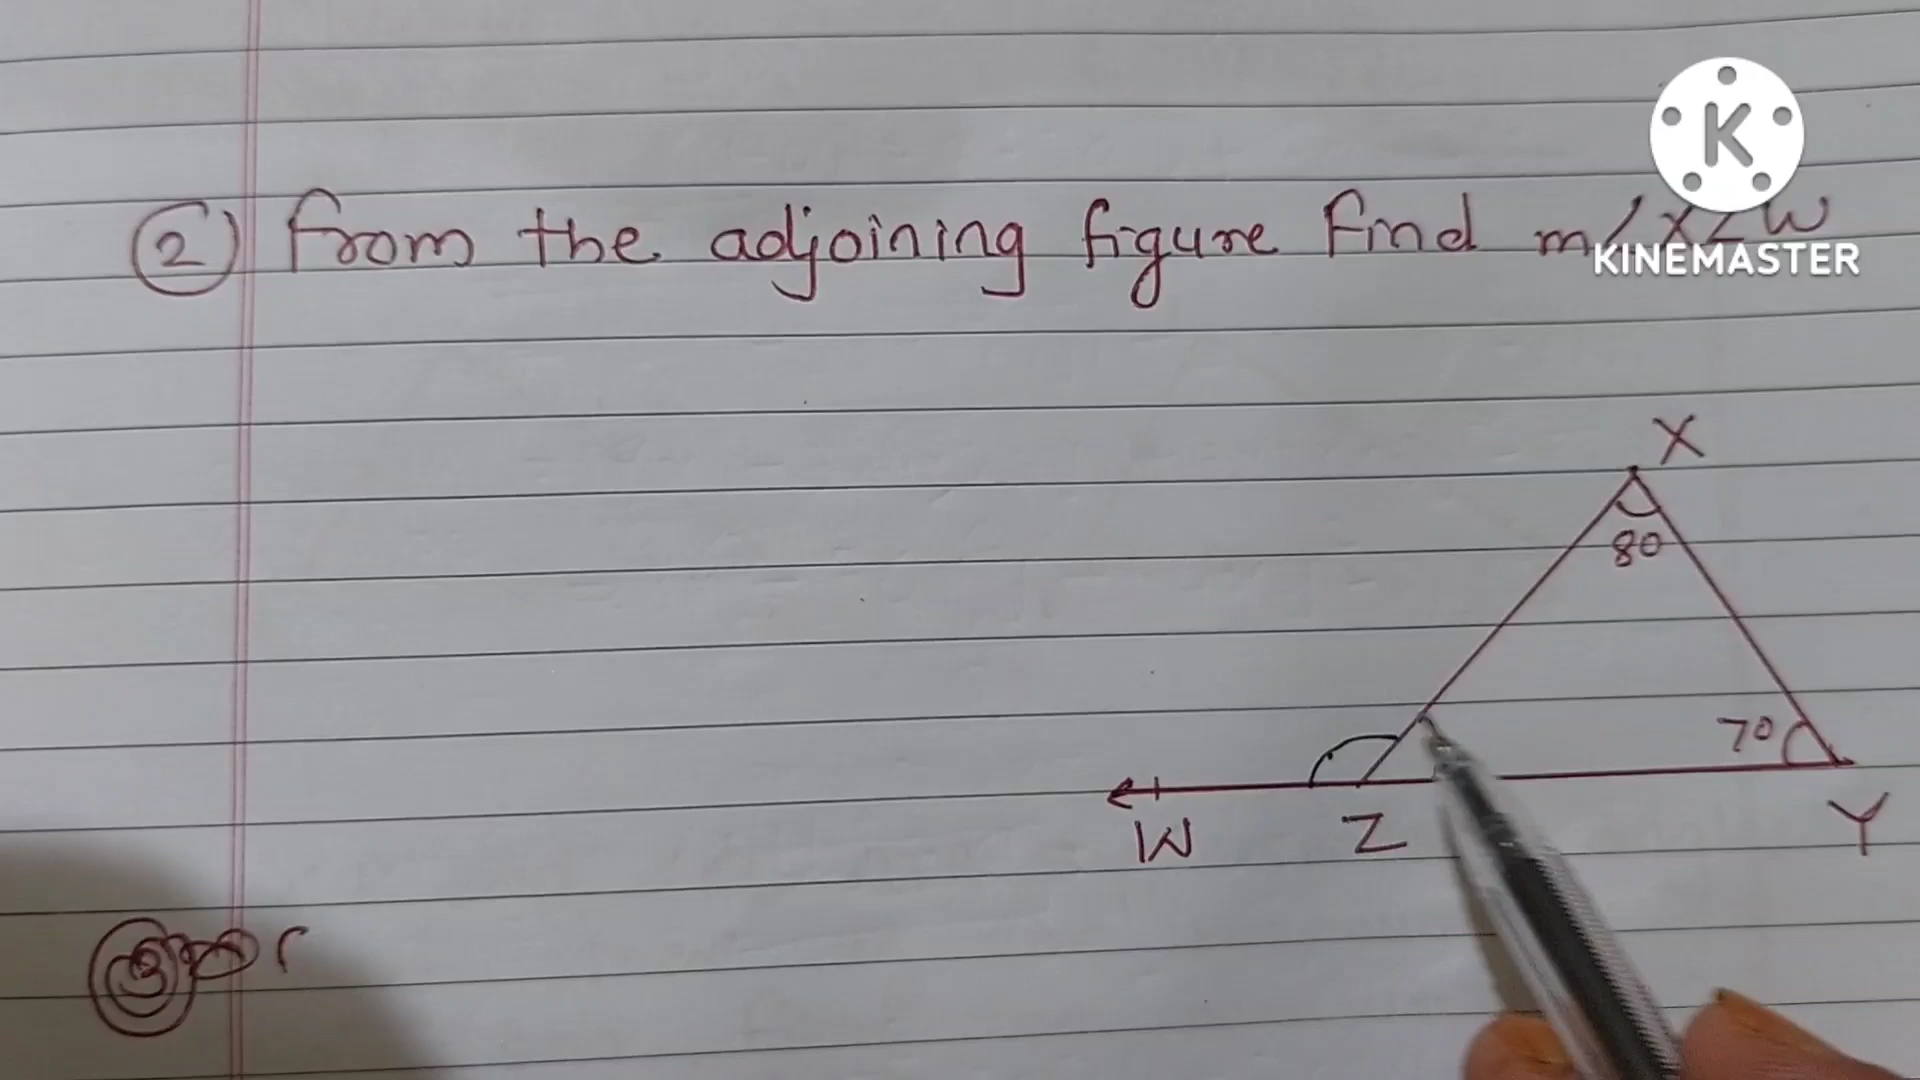 ② from the adjoining figure Find m∠XZW
K
KINEMASTER
X
80
70
W Z Y